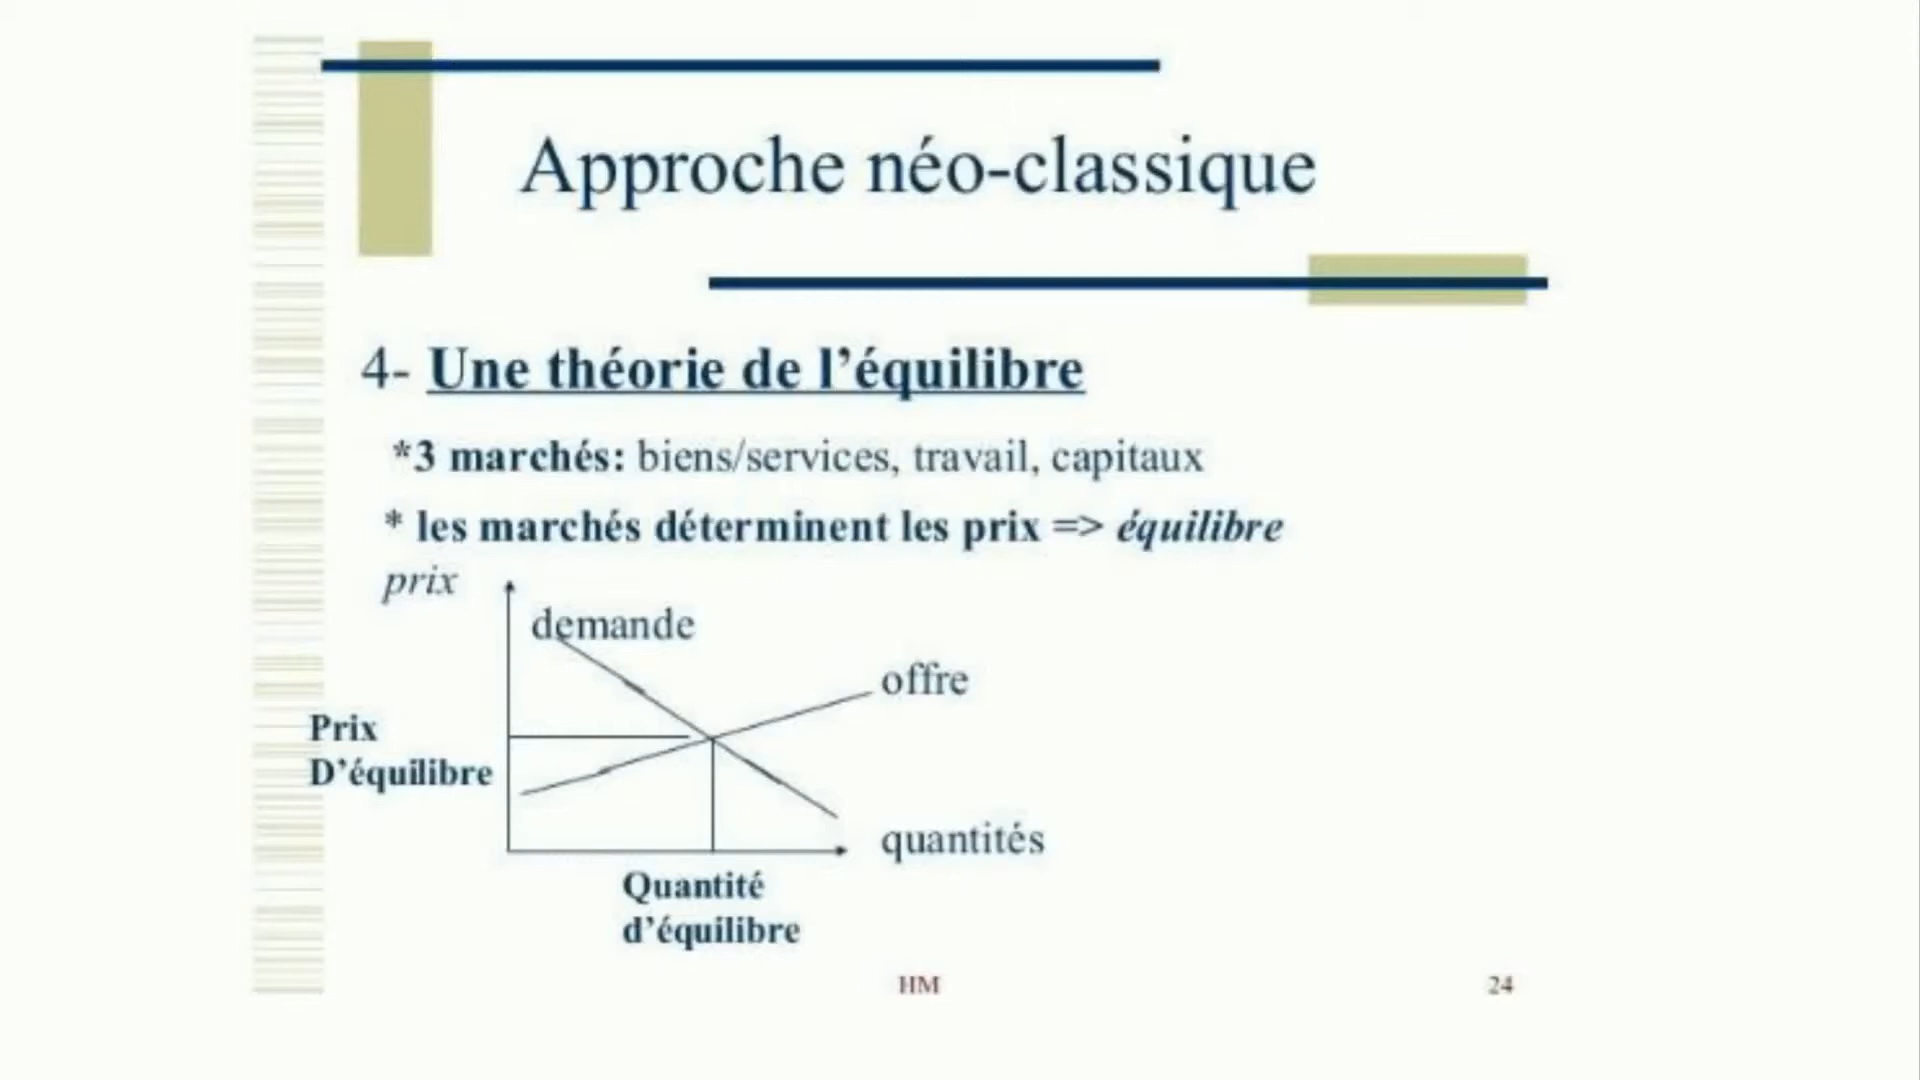 Approche néo-classique
4- Une théorie de l’équilibre
*3 marchés: biens/services, travail, capitaux
* les marchés déterminent les prix => équilibre
prix
demande
offre
Prix
D’équilibre
quantités
Quantité
d’équilibre
HM
24